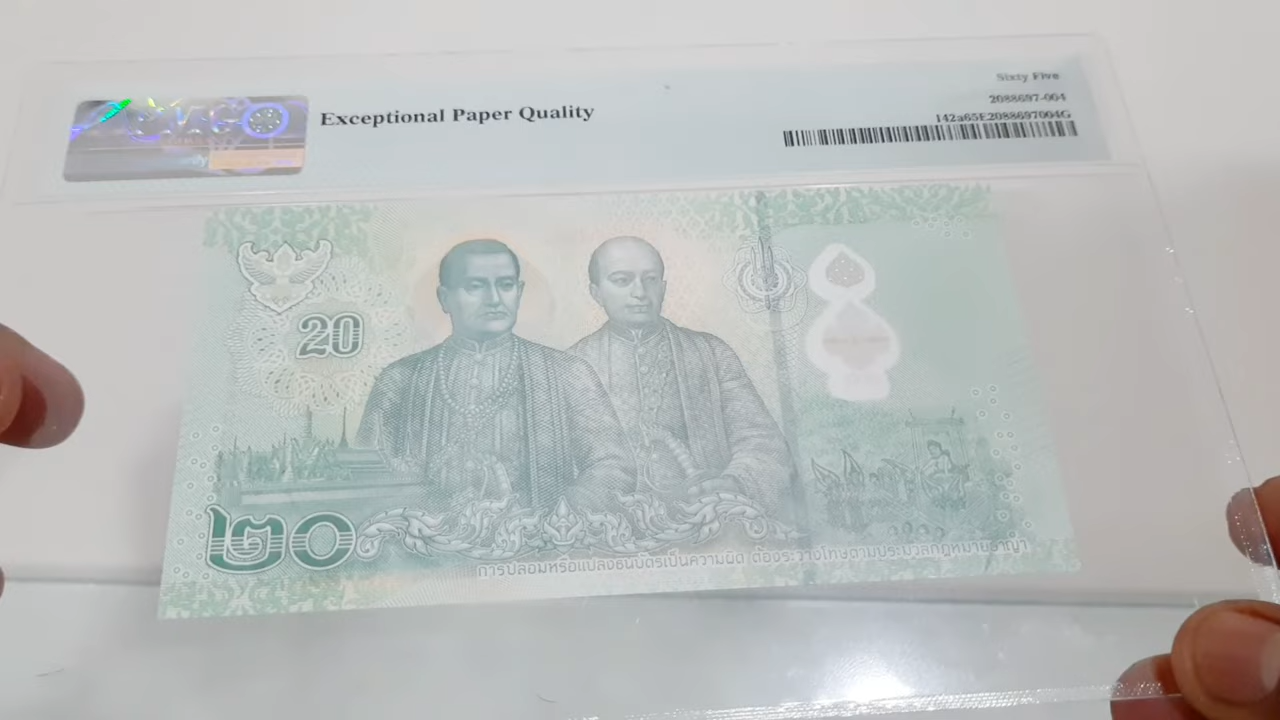 Sixty Five
2088697-004
Exceptional Paper Quality
142a65E2088697004G
20
๒๐
การปลอมหรือแปลงธนบัตรเป็นความผิด ต้องระวางโทษตามประมวลกฎหมายอาญา